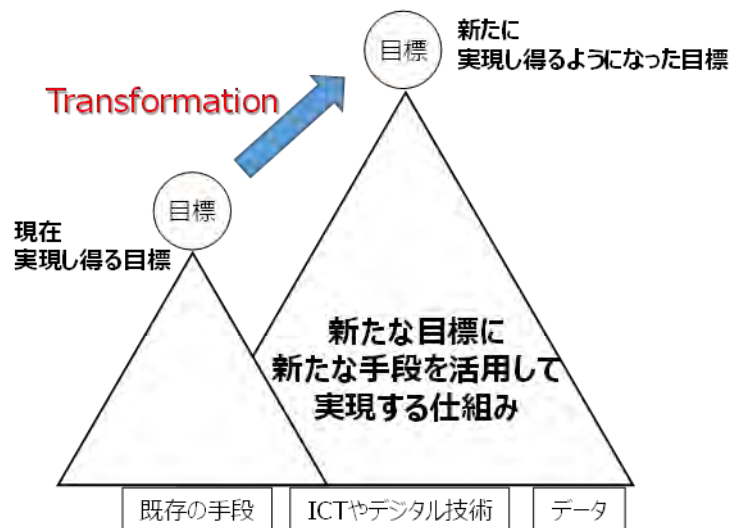 目標
新たに
実現し得るようになった目標
Transformation
目標
現在
実現し得る目標
新たな目標に
新たな手段を活用して
実現する仕組み
既存の手段
ICTやデジタル技術
データ